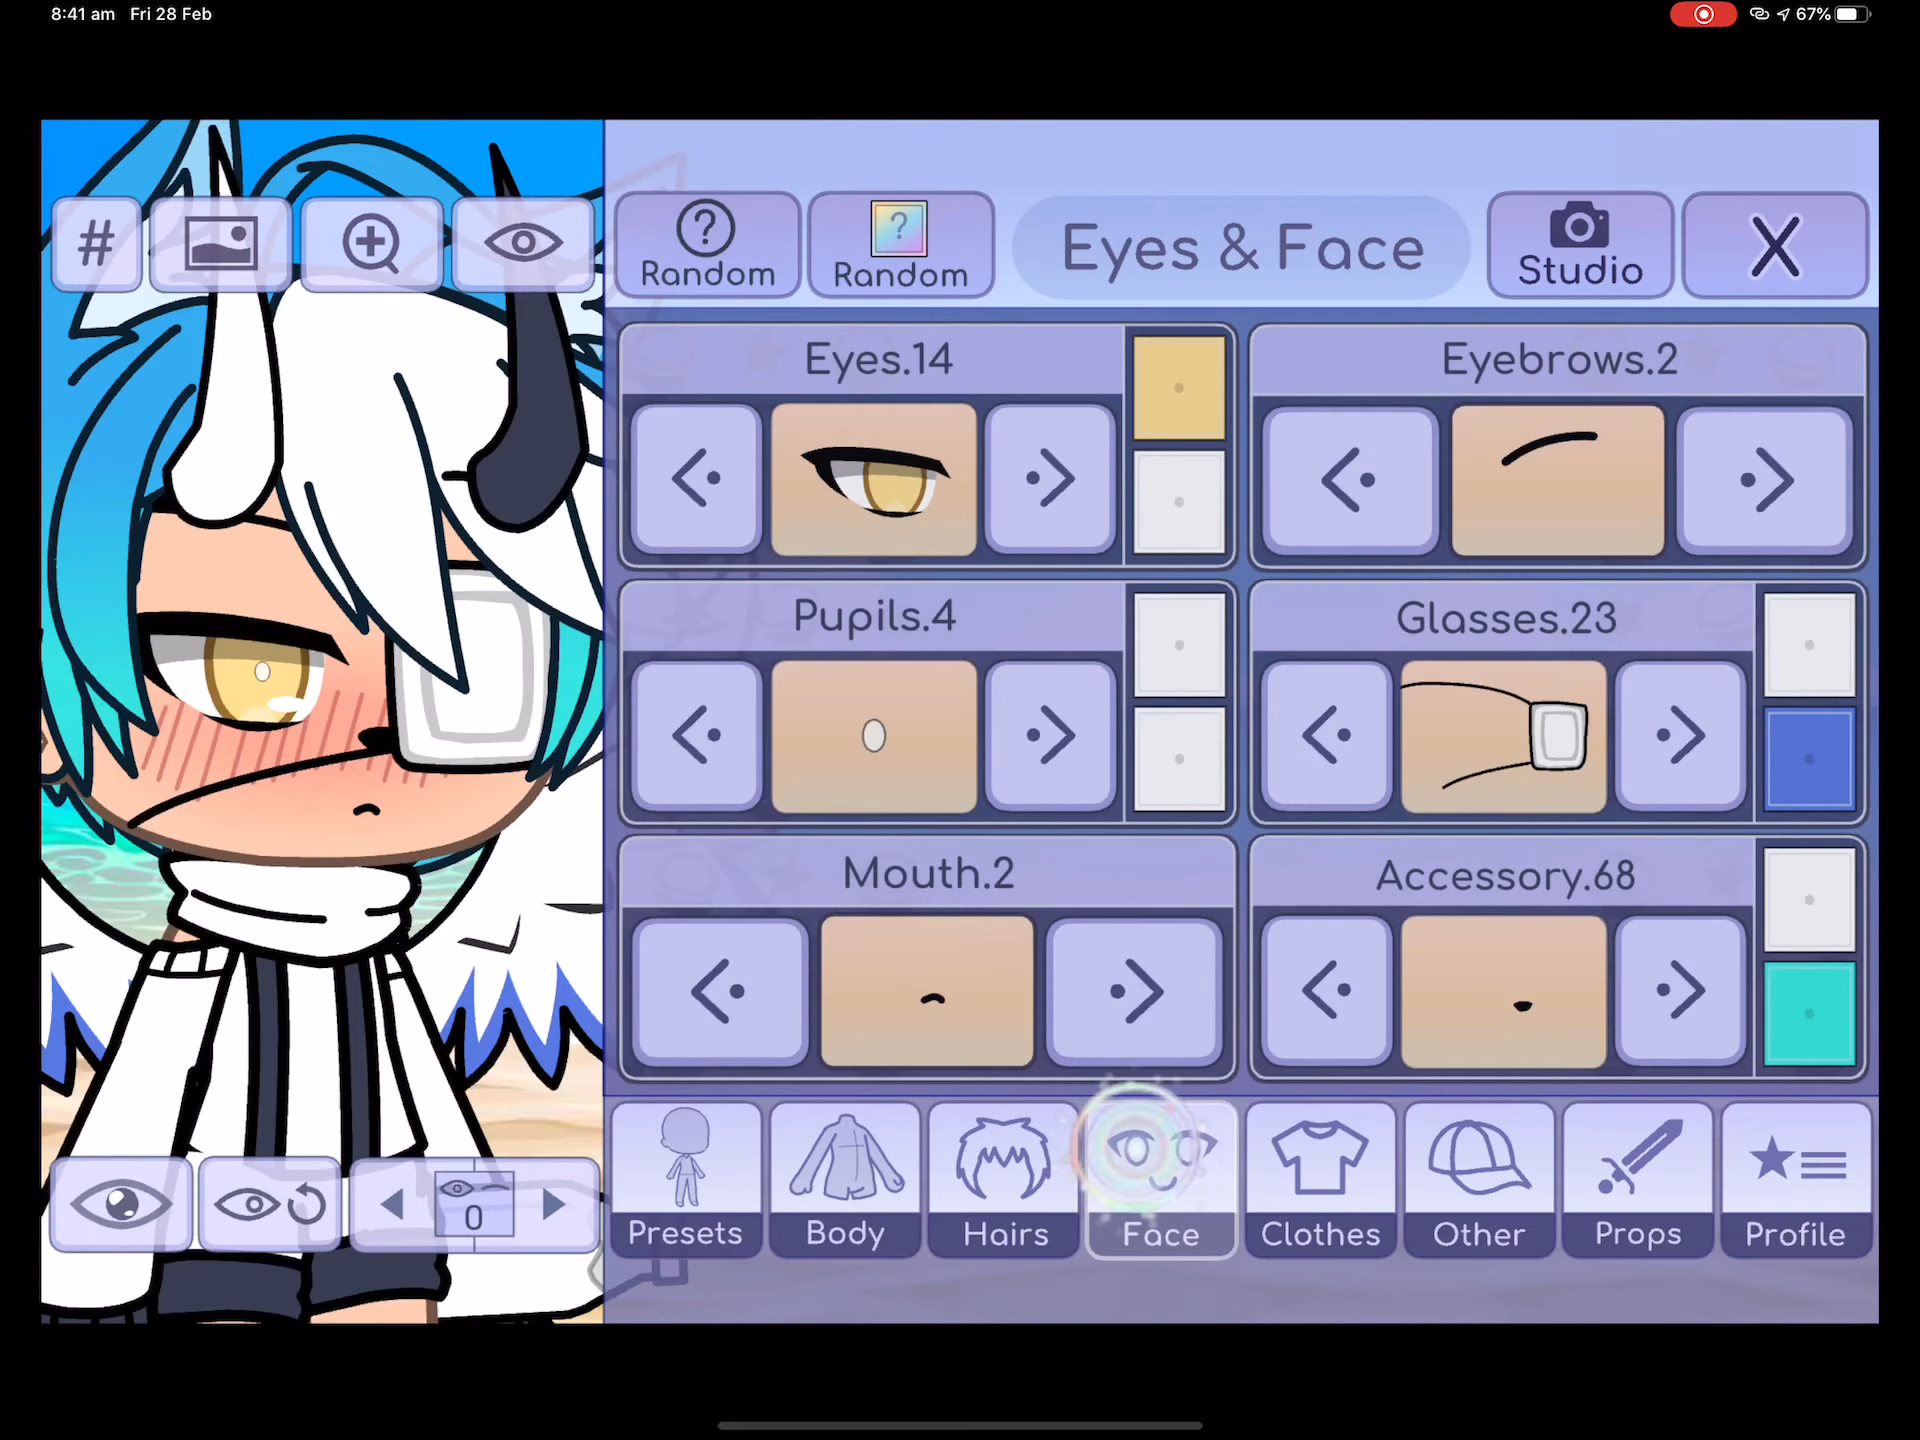 8:41 am Fri 28 Feb
67%
#
? Random
? Random
Eyes & Face
Studio
X
Eyes.14
Eyebrows.2
Pupils.4
Glasses.23
Mouth.2
Accessory.68
0
Presets
Body
Hairs
Face
Clothes
Other
Props
Profile